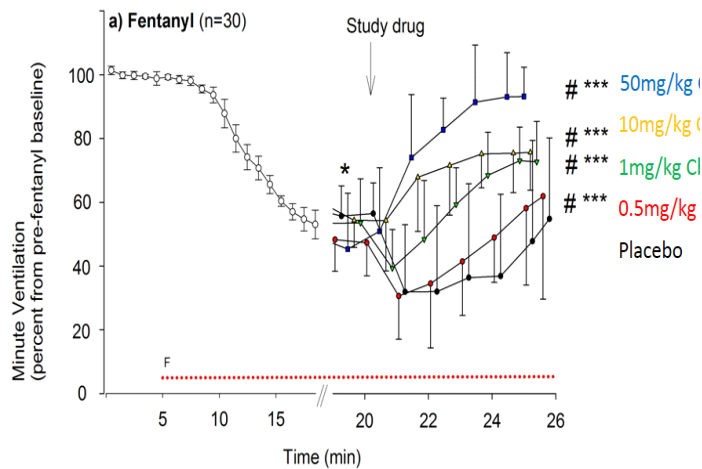 a) Fentanyl (n=30)
Study drug
Minute Ventilation
(percent from pre-fentanyl baseline)
100
80
60
40
20
0
*
F
# ***
# ***
# ***
# ***
50mg/kg
10mg/kg
1mg/kg
0.5mg/kg
Placebo
5
10
15
20
22
24
26
Time (min)